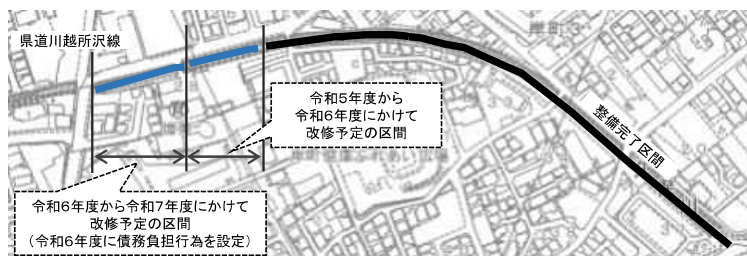 県道川越所沢線
令和5年度から
令和6年度にかけて
改修予定の区間
整備完了区間
令和6年度から令和7年度にかけて
改修予定の区間
（令和6年度に債務負担行為を設定）